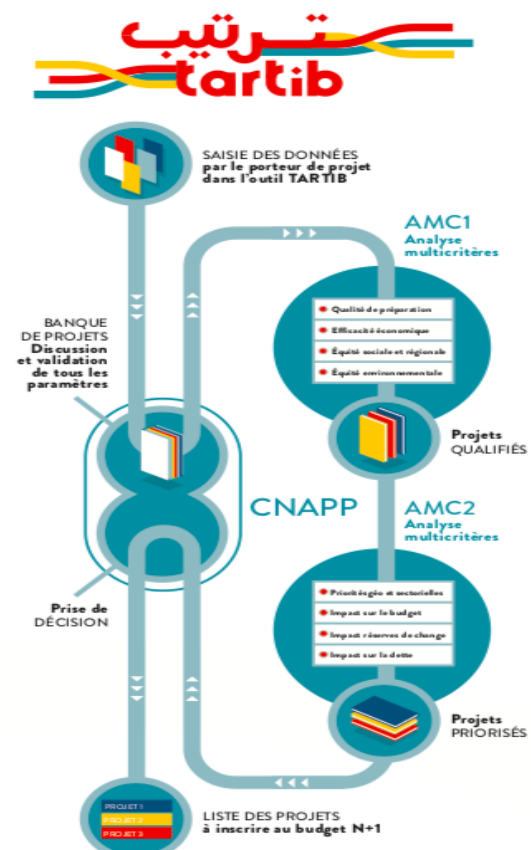 ترتيب
tartib
SAISIE DES DONNÉES
par le porteur de projet
dans l'outil TARTIB
AMC1
Analyse
multicritères
Qualité de préparation
Efficacité économique
Équité sociale et régionale
Équité environnementale
BANQUE
DE PROJETS
Discussion
et validation
de tous les
paramètres
Projets
QUALIFIÉS
CNAPP
AMC2
Analyse
multicritères
Priorités géo et sectorielles
Impact sur le budget
Impact réserves de change
Impact sur la dette
Prise de
DÉCISION
Projets
PRIORISÉS
PROJET 1
PROJET 2
PROJET 3
LISTE DES PROJETS
à inscrire au budget N+1